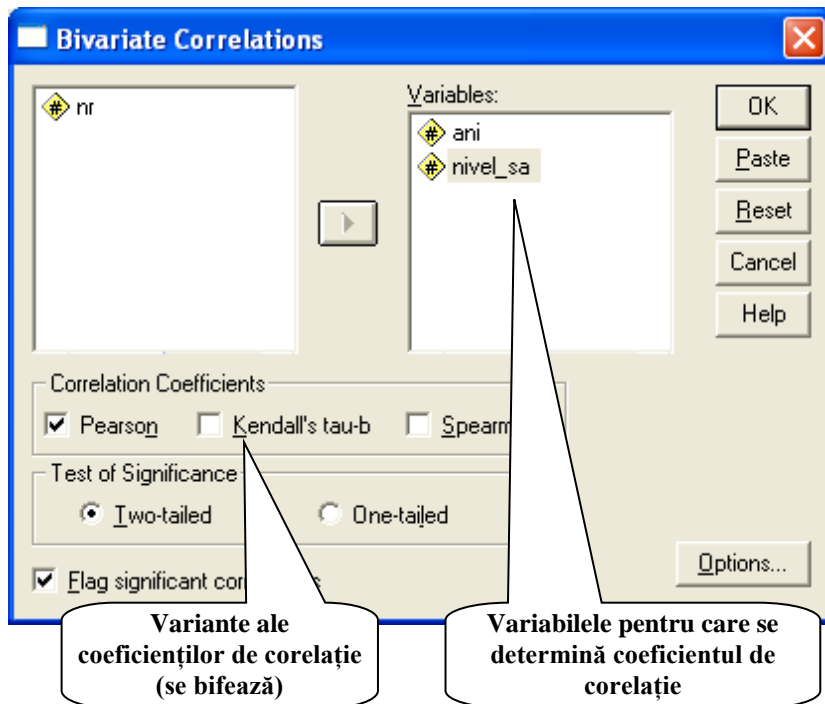 Bivariate Correlations
nr
Variables:
ani
nivel_sa
OK
Paste
Reset
Cancel
Help
Correlation Coefficients
Pearson Kendall's tau-b Spearm
Test of Significance
Two-tailed One-tailed
Flag significant cor
Options...
Variante ale
coeficienților de corelație
(se bifează)
Variabilele pentru care se
determină coeficientul de
corelație